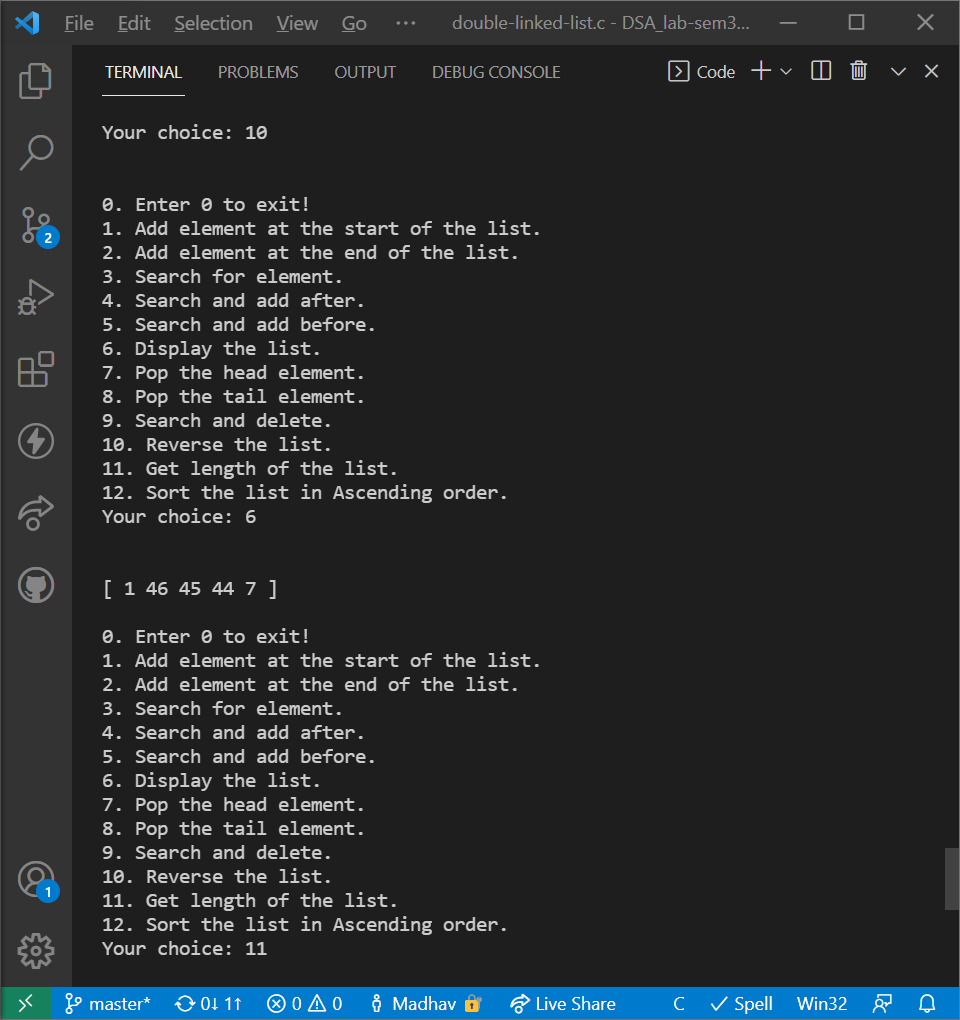 File Edit Selection View Go ··· double-linked-list.c - DSA_lab-sem3...
TERMINAL PROBLEMS OUTPUT DEBUG CONSOLE Code
Your choice: 10
0. Enter 0 to exit!
1. Add element at the start of the list.
2. Add element at the end of the list.
3. Search for element.
4. Search and add after.
5. Search and add before.
6. Display the list.
7. Pop the head element.
8. Pop the tail element.
9. Search and delete.
10. Reverse the list.
11. Get length of the list.
12. Sort the list in Ascending order.
Your choice: 6
[ 1 46 45 44 7 ]
0. Enter 0 to exit!
1. Add element at the start of the list.
2. Add element at the end of the list.
3. Search for element.
4. Search and add after.
5. Search and add before.
6. Display the list.
7. Pop the head element.
8. Pop the tail element.
9. Search and delete.
10. Reverse the list.
11. Get length of the list.
12. Sort the list in Ascending order.
Your choice: 11
2
1
master* 0↓ 1↑ 0 0 Madhav 🔒 Live Share C Spell Win32